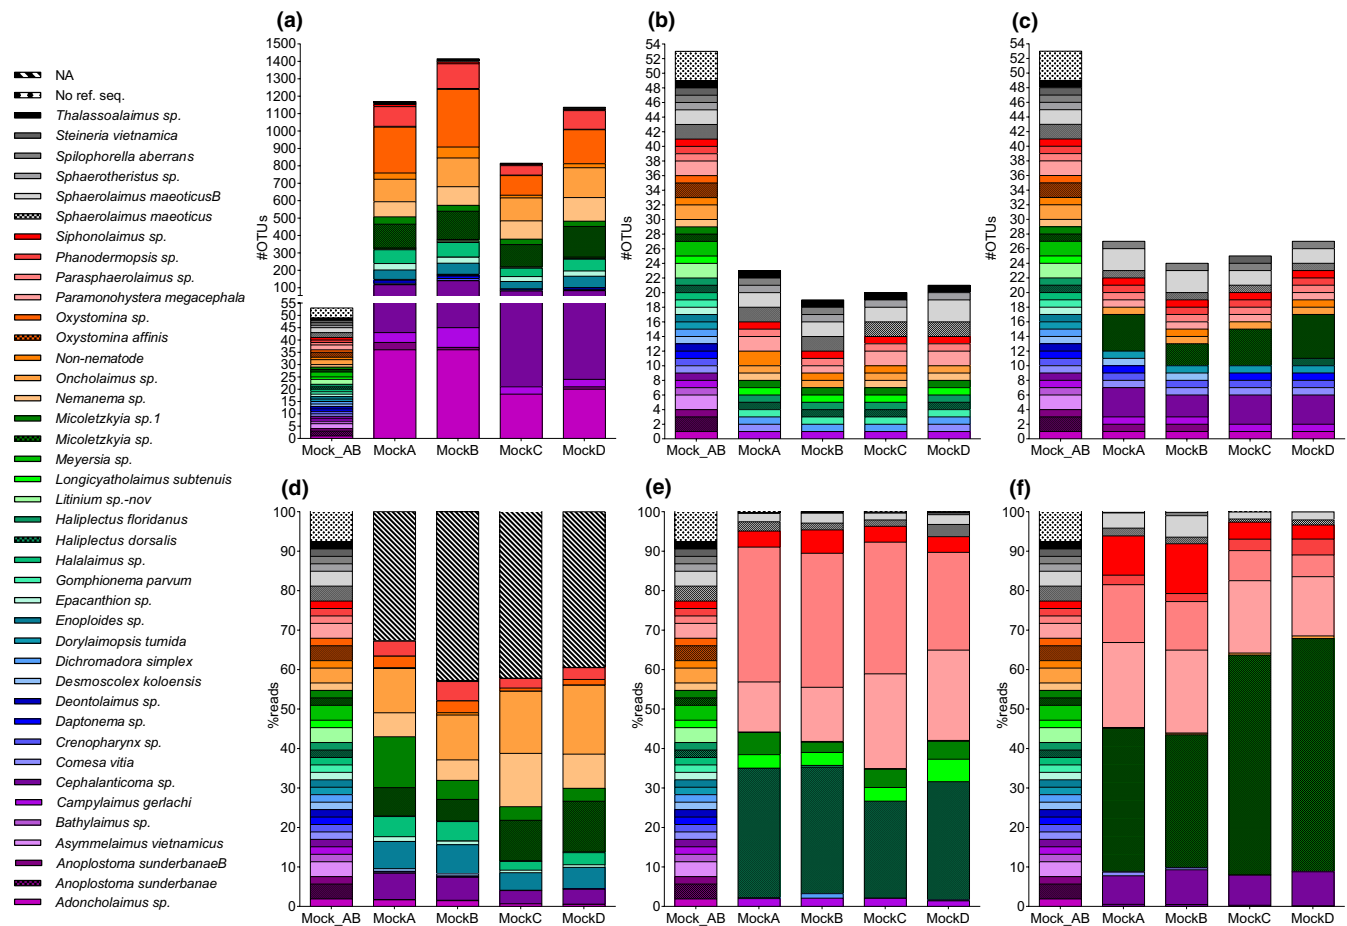 (a)
(b)
(c)
NA
No ref. seq.
Thalassoalaimus sp.
Steineria vietnamica
Spilophorella aberrans
Sphaerotheristus sp.
Sphaerolaimus maeoticusB
Sphaerolaimus maeoticus
Siphonolaimus sp.
Phanodermopsis sp.
Parasphaerolaimus sp.
Paramonohystera megacephala
Oxystomina sp.
Oxystomina affinis
Non-nematode
Oncholaimus sp.
Nemanema sp.
Micoletzkyia sp.1
Micoletzkyia sp.
Meyersia sp.
Longicyatholaimus subtenuis
Litinium sp.-nov
Haliplectus floridanus
Haliplectus dorsalis
Halalaimus sp.
Gomphionema parvum
Epacanthion sp.
Enoploides sp.
Dorylaimopsis tumida
Dichromadora simplex
Desmoscolex koloensis
Deontolaimus sp.
Daptonema sp.
Crenopharynx sp.
Comesa vitia
Cephalanticoma sp.
Campylaimus gerlachi
Bathylaimus sp.
Asymmelaimus vietnamicus
Anoplostoma sunderbanaeB
Anoplostoma sunderbanae
Adoncholaimus sp.
#OTUs
1500
1400
1300
1200
1100
1000
900
800
700
600
500
400
300
200
100
55
50
45
40
35
30
25
20
15
10
5
0
Mock_AB MockA MockB MockC MockD
#OTUs
54
52
50
48
46
44
42
40
38
36
34
32
30
28
26
24
22
20
18
16
14
12
10
8
6
4
2
0
Mock_AB MockA MockB MockC MockD
#OTUs
54
52
50
48
46
44
42
40
38
36
34
32
30
28
26
24
22
20
18
16
14
12
10
8
6
4
2
0
Mock_AB MockA MockB MockC MockD
(d)
(e)
(f)
%reads
100
90
80
70
60
50
40
30
20
10
0
Mock_AB MockA MockB MockC MockD
%reads
100
90
80
70
60
50
40
30
20
10
0
Mock_AB MockA MockB MockC MockD
%reads
100
90
80
70
60
50
40
30
20
10
0
Mock_AB MockA MockB MockC MockD